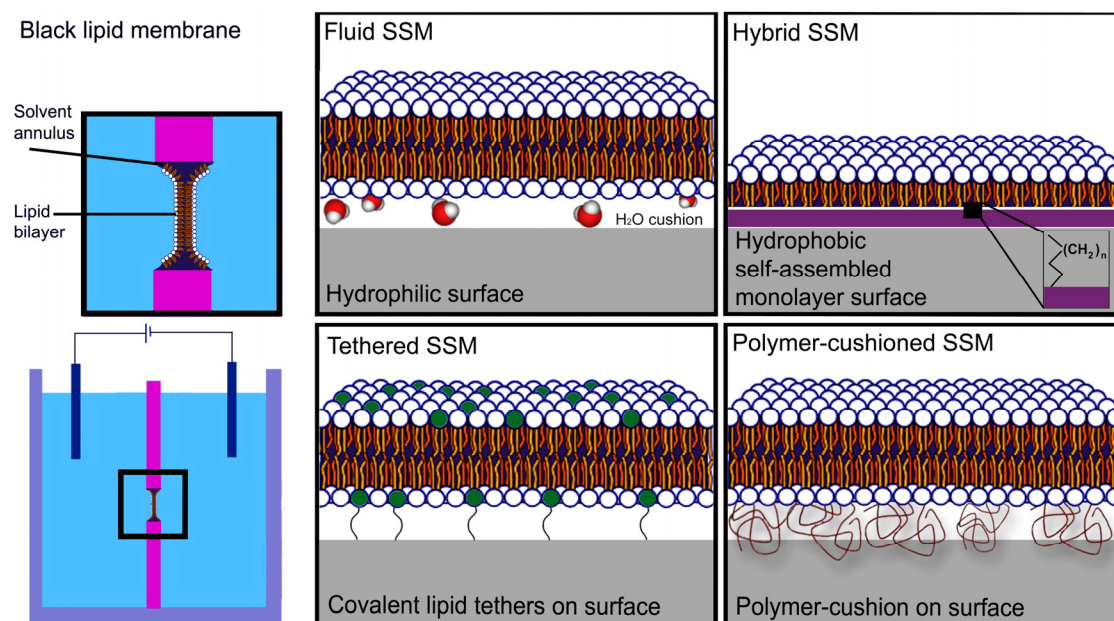 Black lipid membrane
Solvent
annulus
Lipid
bilayer
Fluid SSM
H₂O cushion
Hydrophilic surface
Hybrid SSM
Hydrophobic
self-assembled
monolayer surface
(CH₂)ₙ
Tethered SSM
Covalent lipid tethers on surface
Polymer-cushioned SSM
Polymer-cushion on surface